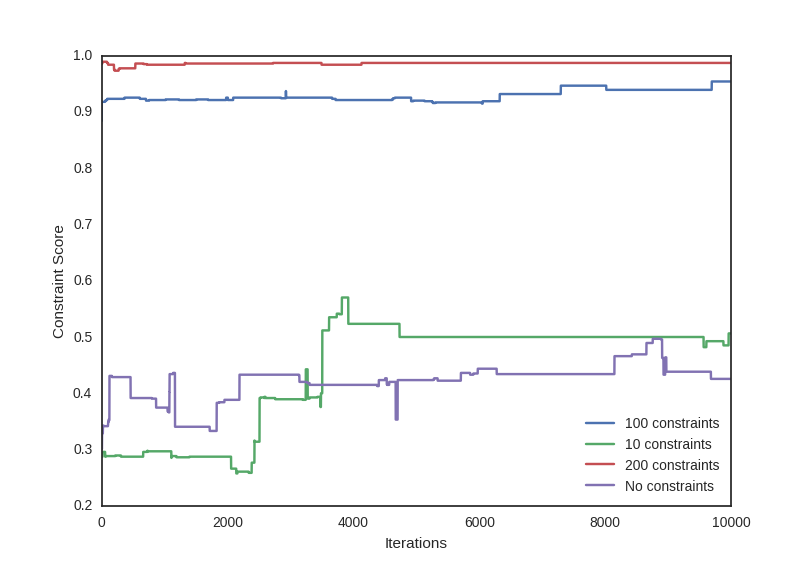 1.0
0.9
0.8
0.7
0.6
0.5
0.4
0.3
0.2
Constraint Score
0
2000
4000
6000
8000
10000
Iterations
100 constraints
10 constraints
200 constraints
No constraints